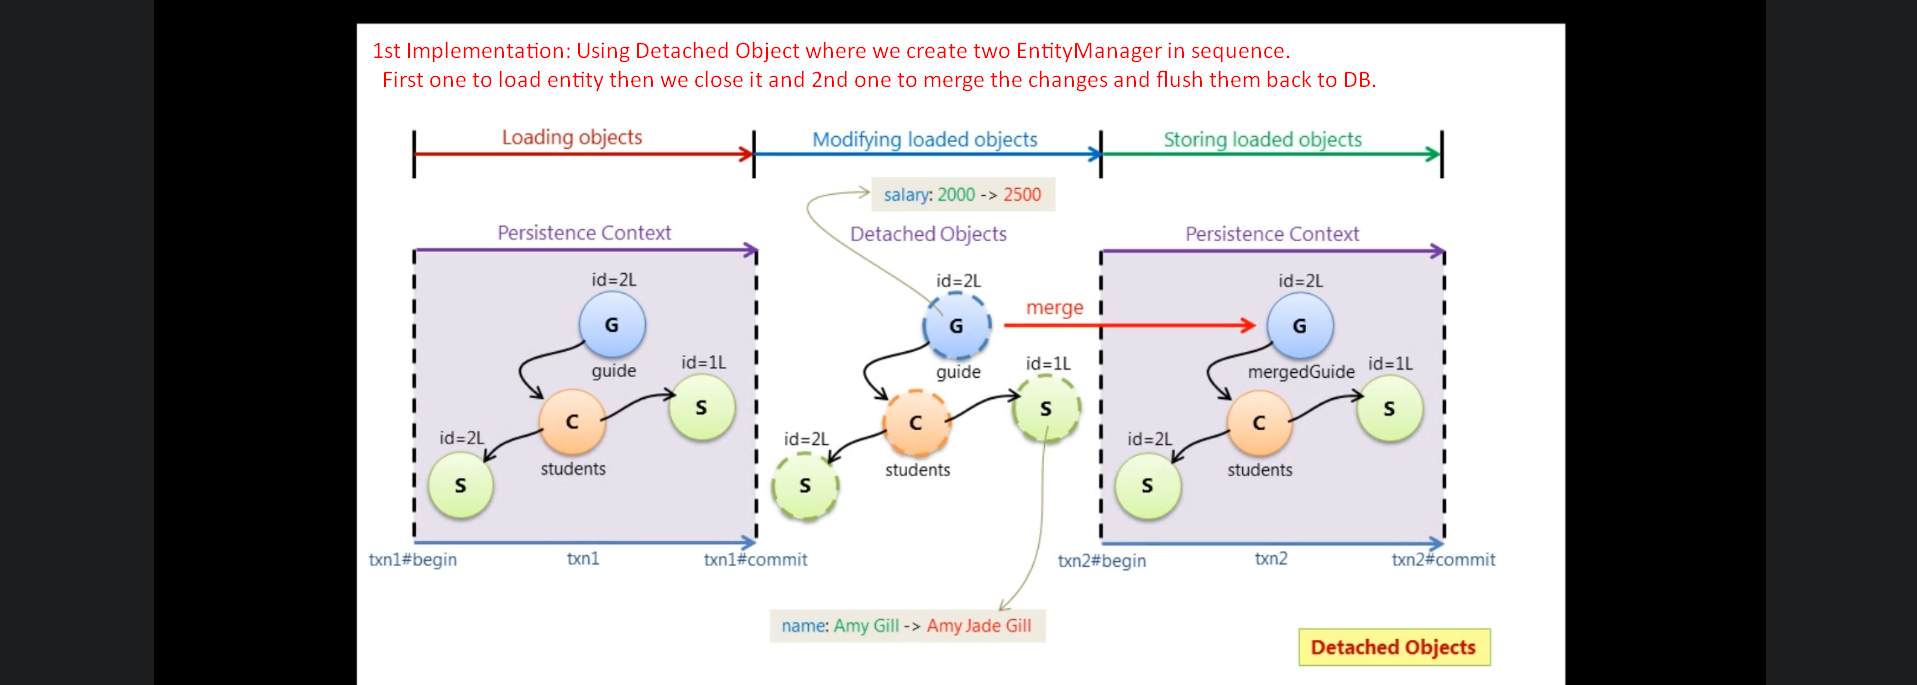 1st Implementation: Using Detached Object where we create two EntityManager in sequence.
First one to load entity then we close it and 2nd one to merge the changes and flush them back to DB.
Loading objects
Modifying loaded objects
Storing loaded objects
salary: 2000 -> 2500
Persistence Context
Detached Objects
Persistence Context
id=2L
G
guide
id=1L
S
C
students
id=2L
S
id=2L
G
guide
merge
id=1L
S
C
students
id=2L
S
id=2L
G
mergedGuide
id=1L
S
C
students
id=2L
S
txn1#begin
txn1
txn1#commit
txn2#begin
txn2
txn2#commit
name: Amy Gill -> Amy Jade Gill
Detached Objects